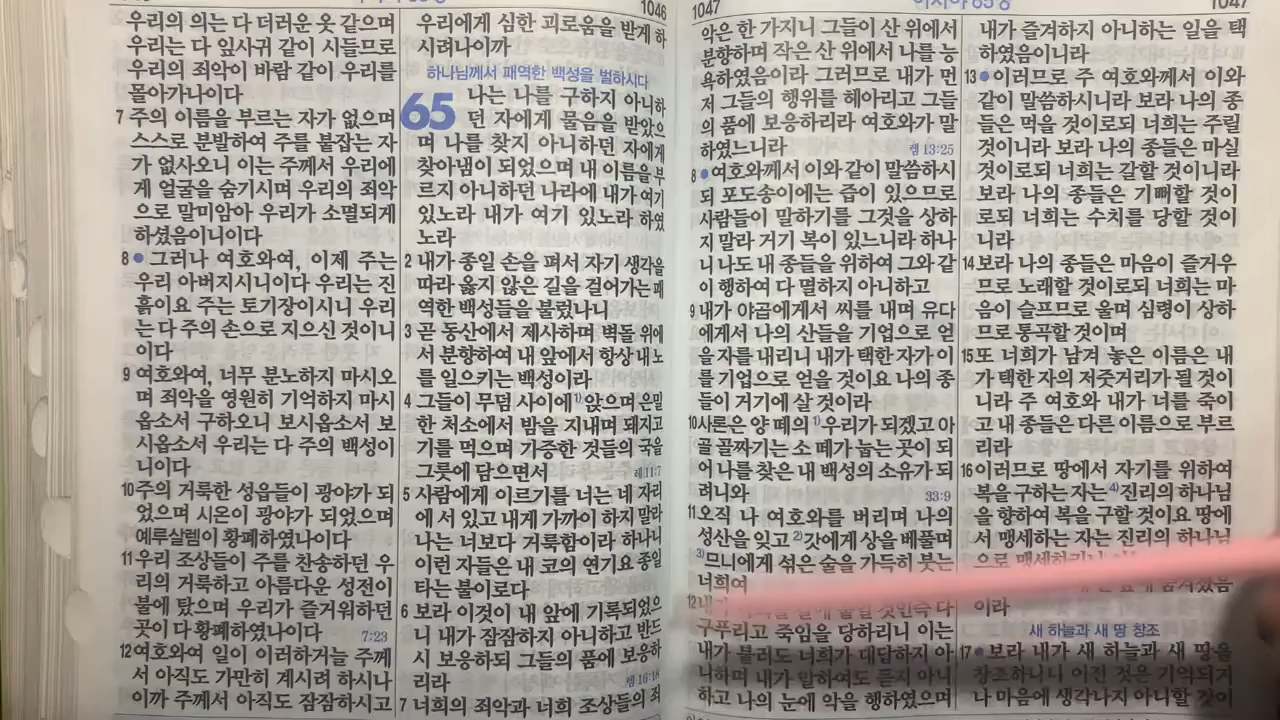 1046
우리의 의는 다 더러운 옷 같으며
우리는 다 잎사귀 같이 시들므로
우리의 죄악이 바람 같이 우리를
몰아가나이다
7 주의 이름을 부르는 자가 없으며
스스로 분발하여 주를 붙잡는 자
가 없사오니 이는 주께서 우리에
게 얼굴을 숨기시며 우리의 죄악
으로 말미암아 우리가 소멸되게
하셨음이니이다
8 ● 그러나 여호와여, 이제 주는
우리 아버지시니이다 우리는 진
흙이요 주는 토기장이시니 우리
는 다 주의 손으로 지으신 것이니
이다
9 여호와여, 너무 분노하지 마시오
며 죄악을 영원히 기억하지 마시
옵소서 구하오니 보시옵소서 보
시옵소서 우리는 다 주의 백성이
니이다
10 주의 거룩한 성읍들이 광야가 되
었으며 시온이 광야가 되었으며
예루살렘이 황폐하였나이다
11 우리 조상들이 주를 찬송하던 우
리의 거룩하고 아름다운 성전이
불에 탔으며 우리가 즐거워하던
곳이 다 황폐하였나이다 7:23
12 여호와여 일이 이러하거늘 주께
서 아직도 가만히 계시려 하시나
이까 주께서 아직도 잠잠하시고
우리에게 심한 괴로움을 받게 하
시려나이까
하나님께서 패역한 백성을 벌하시다
65 나는 나를 구하지 아니하
던 자에게 물음을 받았으
며 나를 찾지 아니하던 자에게
찾아냄이 되었으며 내 이름을 부
르지 아니하던 나라에 내가 여기
있노라 내가 여기 있노라 하였
노라
2 내가 종일 손을 펴서 자기 생각을
따라 옳지 않은 길을 걸어가는 패
역한 백성들을 불렀나니
3 곧 동산에서 제사하며 벽돌 위에
서 분향하여 내 앞에서 항상 내 노
를 일으키는 백성이라
4 그들이 무덤 사이에 1) 앉으며 은밀
한 처소에서 밤을 지내며 돼지고
기를 먹으며 가증한 것들의 국을
그릇에 담으면서 레 11:7
5 사람에게 이르기를 너는 네 자리
에 서 있고 내게 가까이 하지 말라
나는 너보다 거룩함이라 하나니
이런 자들은 내 코의 연기요 종일
타는 불이로다
6 보라 이것이 내 앞에 기록되었으
니 내가 잠잠하지 아니하고 반드
시 보응하되 그들의 품에 보응하
리라 렘 16:18
7 너희의 죄악과 너희 조상들의 죄
1047
악은 한 가지니 그들이 산 위에서
분향하며 작은 산 위에서 나를 능
욕하였음이라 그러므로 내가 먼
저 그들의 행위를 헤아리고 그들
의 품에 보응하리라 여호와가 말
하였느니라 렘 13:25
8 ● 여호와께서 이와 같이 말씀하시
되 포도송이에는 즙이 있으므로
사람들이 말하기를 그것을 상하
지 말라 거기 복이 있느니라 하나
니 나도 내 종들을 위하여 그와 같
이 행하여 다 멸하지 아니하고
9 내가 야곱에게서 씨를 내며 유다
에게서 나의 산들을 기업으로 얻
을 자를 내리니 내가 택한 자가 이
를 기업으로 얻을 것이요 나의 종
들이 거기에 살 것이라
10 사론은 양 떼의 1) 우리가 되겠고 아
골 골짜기는 소 떼가 눕는 곳이 되
어 나를 찾은 내 백성의 소유가 되
려니와 33:9
11 오직 나 여호와를 버리며 나의
성산을 잊고 2) 갓에게 상을 베풀며
3) 므니에게 섞은 술을 가득히 붓는
너희여
12
구푸리고 죽임을 당하리니 이는
내가 불러도 너희가 대답하지 아
니하며 내가 말하여도 듣지 아니
하고 나의 눈에 악을 행하였으며
1047
내가 즐겨하지 아니하는 일을 택
하였음이니라
13 ● 이러므로 주 여호와께서 이와
같이 말씀하시니라 보라 나의 종
들은 먹을 것이로되 너희는 주릴
것이니라 보라 나의 종들은 마실
것이로되 너희는 갈할 것이니라
보라 나의 종들은 기뻐할 것이
로되 너희는 수치를 당할 것이
니라
14 보라 나의 종들은 마음이 즐거우
므로 노래할 것이로되 너희는 마
음이 슬프므로 울며 심령이 상하
므로 통곡할 것이며
15 또 너희가 남겨 놓은 이름은 내
가 택한 자의 저줏거리가 될 것이
니라 주 여호와 내가 너를 죽이
고 내 종들은 다른 이름으로 부르
리라
16 이러므로 땅에서 자기를 위하여
복을 구하는 자는 4) 진리의 하나님
을 향하여 복을 구할 것이요 땅에
서 맹세하는 자는 진리의 하나님
으로 맹세하리니
이라
새 하늘과 새 땅 창조
17 ● 보라 내가 새 하늘과 새 땅을
창조하나니 이전 것은 기억되거
나 마음에 생각나지 아니할 것이